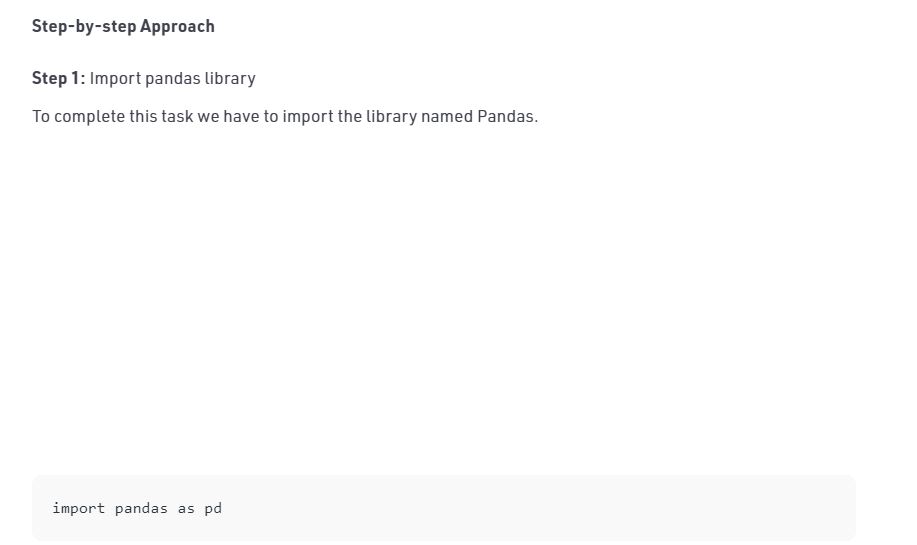 Step-by-step Approach
Step 1: Import pandas library
To complete this task we have to import the library named Pandas.
import pandas as pd